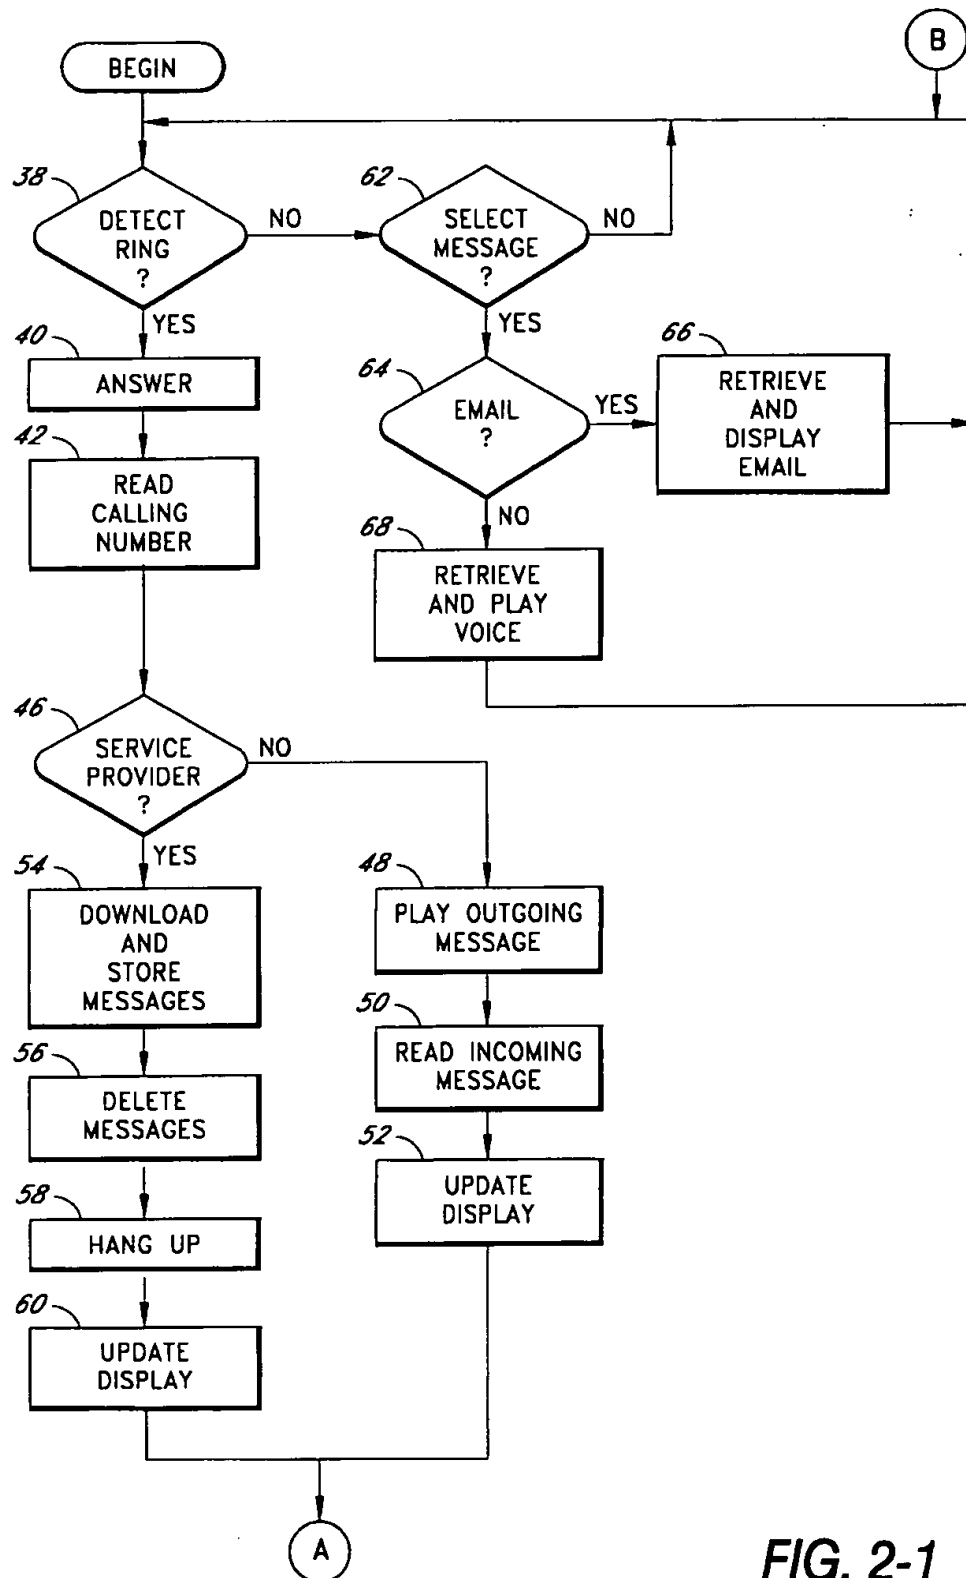 B
BEGIN
38
DETECT
RING
?
NO
YES
62
SELECT
MESSAGE
?
NO
YES
40
ANSWER
42
READ
CALLING
NUMBER
64
EMAIL
?
YES
NO
66
RETRIEVE
AND
DISPLAY
EMAIL
68
RETRIEVE
AND PLAY
VOICE
46
SERVICE
PROVIDER
?
NO
YES
54
DOWNLOAD
AND
STORE
MESSAGES
48
PLAY OUTGOING
MESSAGE
56
DELETE
MESSAGES
50
READ INCOMING
MESSAGE
58
HANG UP
52
UPDATE
DISPLAY
60
UPDATE
DISPLAY
A
FIG. 2-1